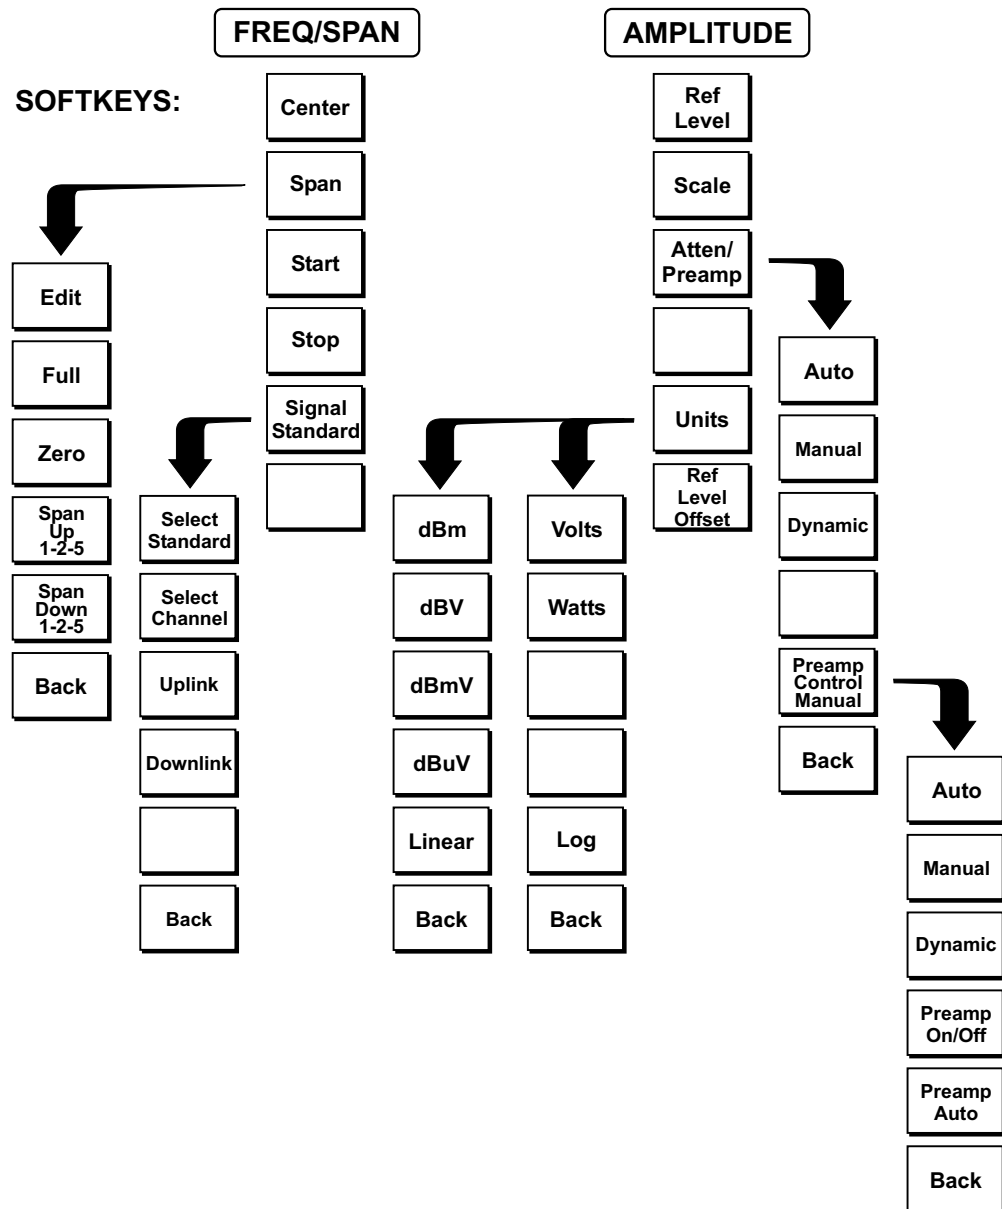 FREQ/SPAN
AMPLITUDE
SOFTKEYS:
Center
Span
Start
Stop
Signal
Standard
Edit
Full
Zero
Span
Up
1-2-5
Span
Down
1-2-5
Back
Select
Standard
Select
Channel
Uplink
Downlink
Back
Ref
Level
Scale
Atten/
Preamp
Units
Ref
Level
Offset
dBm
dBV
dBmV
dBuV
Linear
Back
Volts
Watts
Log
Back
Auto
Manual
Dynamic
Preamp
Control
Manual
Back
Auto
Manual
Dynamic
Preamp
On/Off
Preamp
Auto
Back